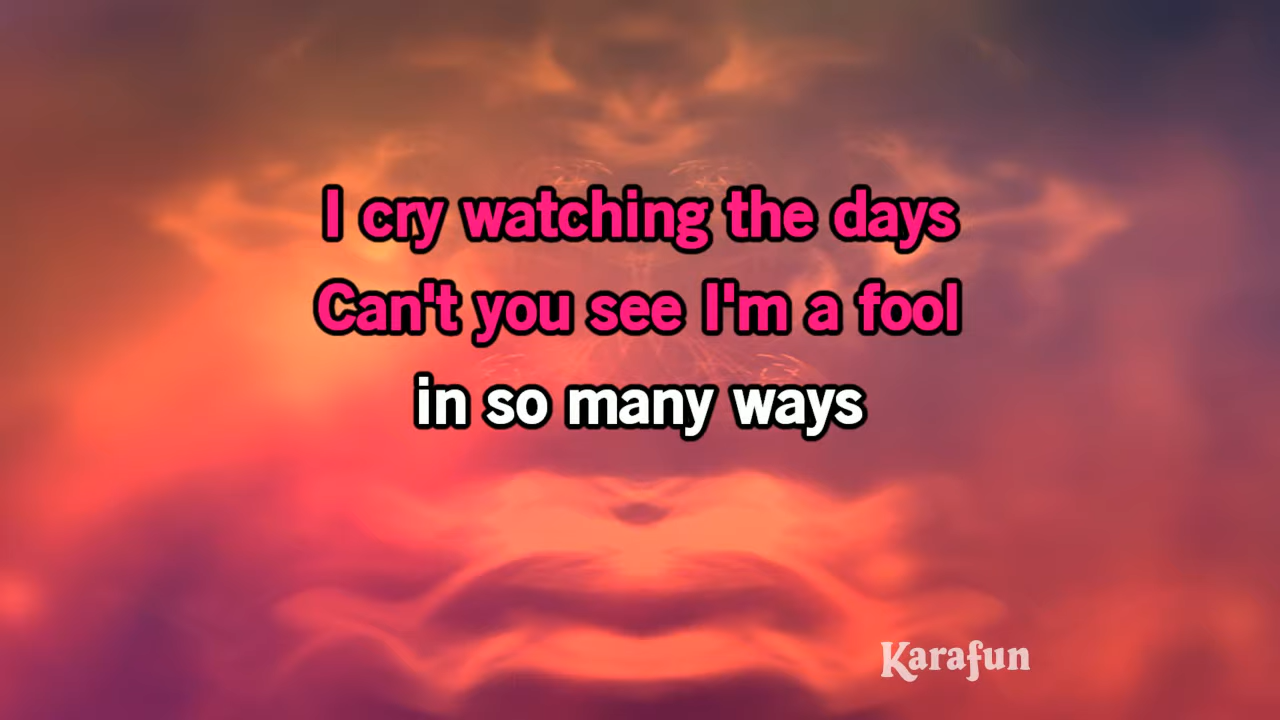 I cry watching the days
Can't you see I'm a fool
in so many ways
Karafun